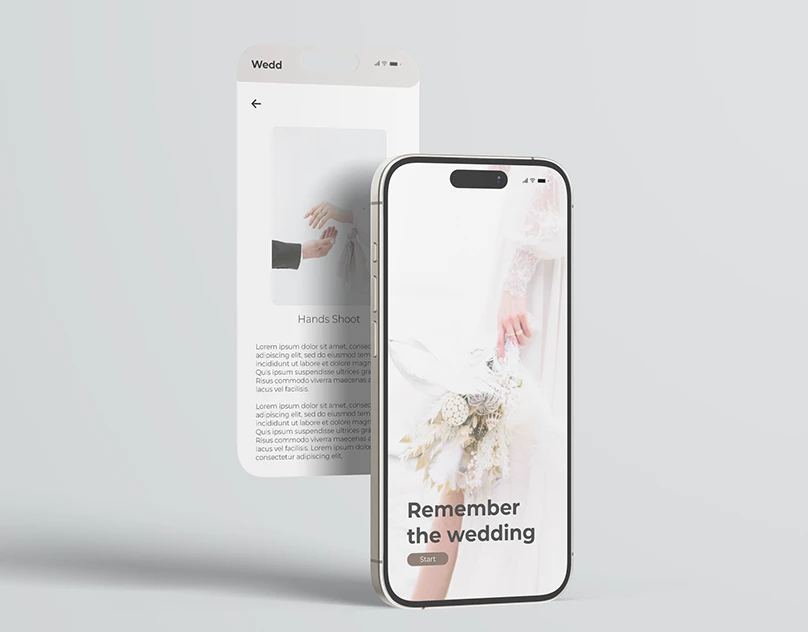 Wedd
Hands Shoot
Lorem ipsum dolor sit amet, consec
adipiscing elit, sed do eiusmod tem
incididunt ut labore et dolore magn
Quis ipsum suspendisse ultrices gra
Risus commodo viverra maecenas a
lacus vel facilisis.
Lorem ipsum dolor sit amet, consec
adipiscing elit, sed do eiusmod tem
incididunt ut labore et dolore magn
Quis ipsum suspendisse ultrices gra
Risus commodo viverra maecenas a
lacus vel facilisis. Lorem ipsum dolor
consectetur adipiscing elit,
Remember
the wedding
Start